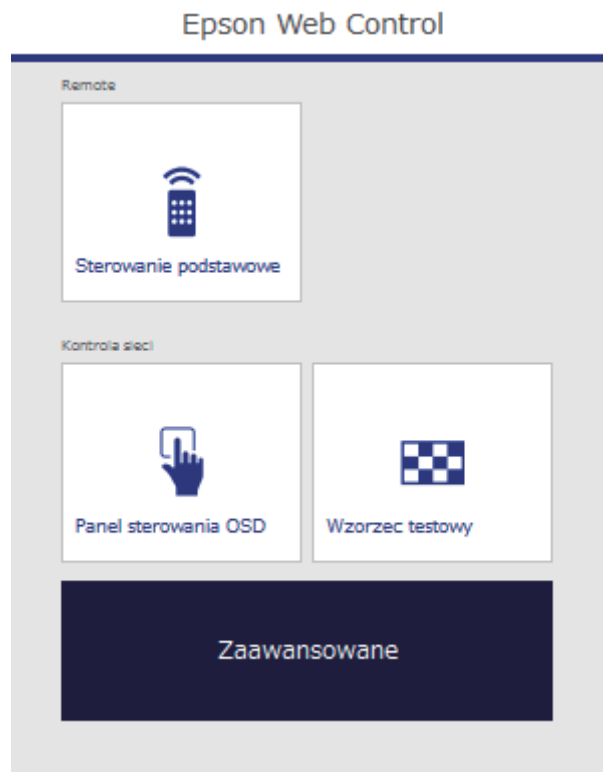 Epson Web Control
Remote
Sterowanie podstawowe
Kontrola sieci
Panel sterowania OSD
Wzorzec testowy
Zaawansowane